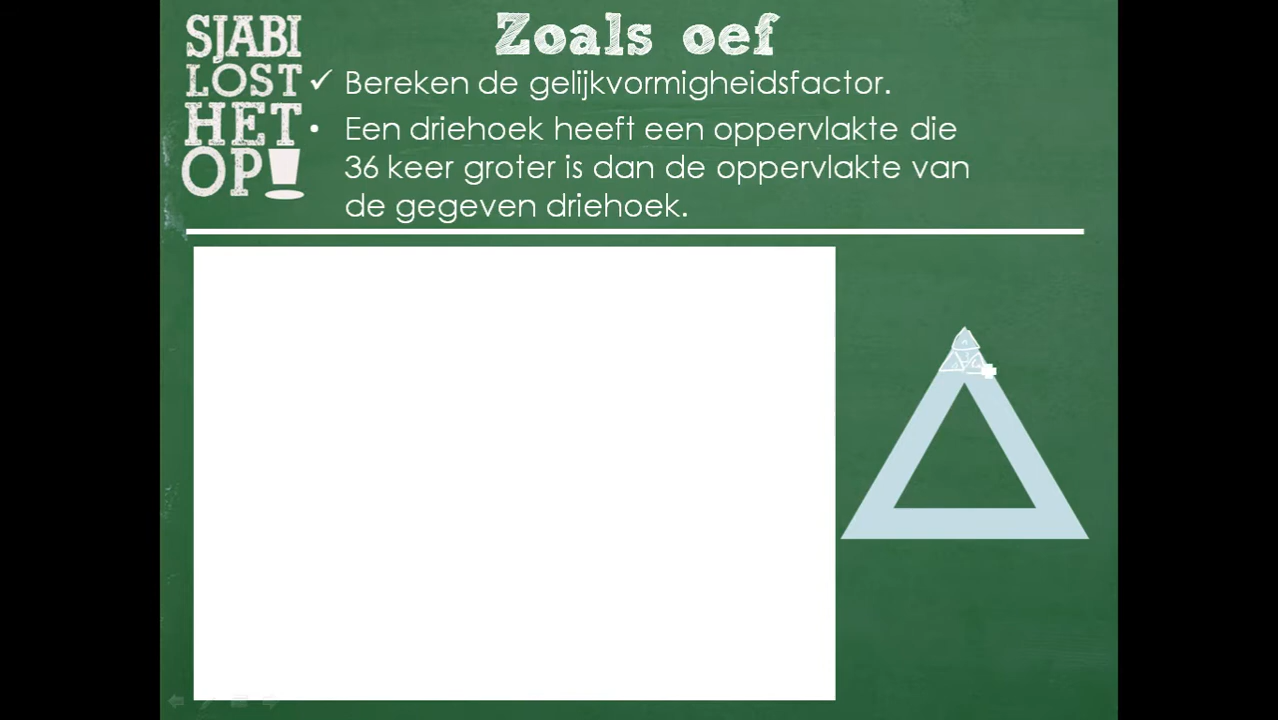 SJABI
LOST
HET
OP
Zoals oef
✓ Bereken de gelijkvormigheidsfactor.
• Een driehoek heeft een oppervlakte die
36 keer groter is dan de oppervlakte van
de gegeven driehoek.